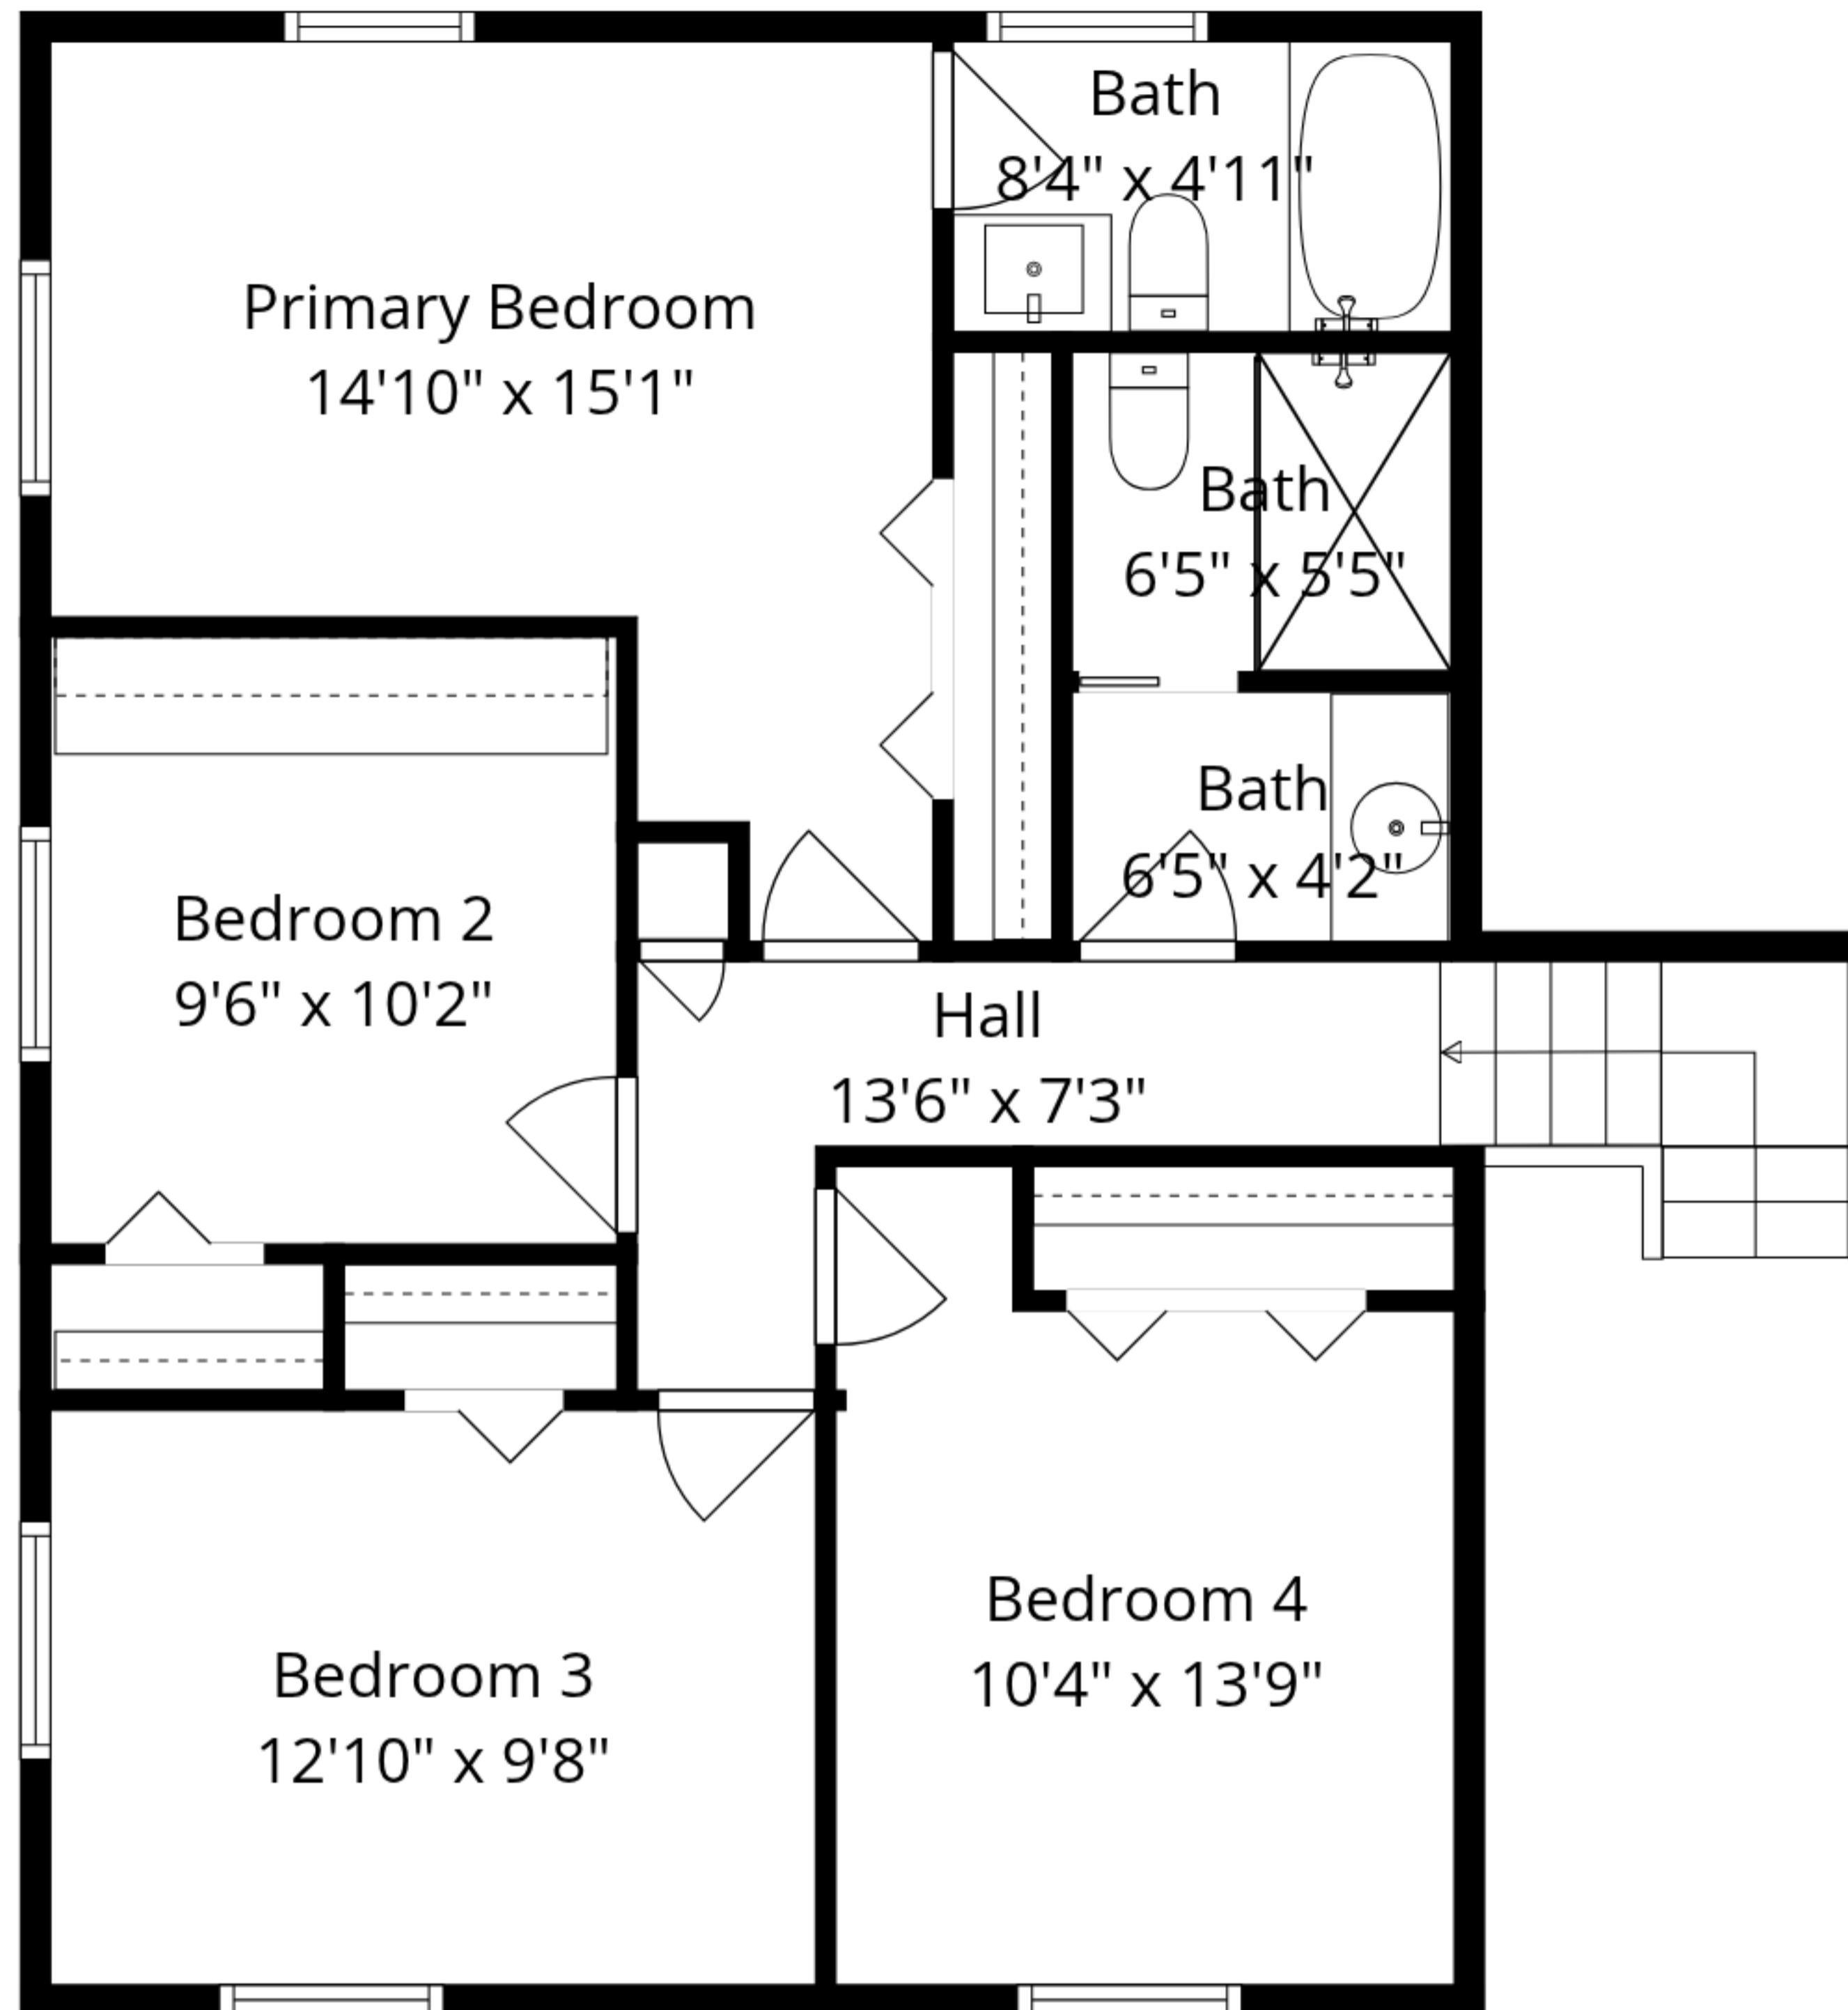 Bath
8'4" x 4'11"
Primary Bedroom
14'10" x 15'1"
Bath
6'5" x 5'5"
Bath
6'5" x 4'2"
Bedroom 2
9'6" x 10'2"
Hall
13'6" x 7'3"
Bedroom 4
10'4" x 13'9"
Bedroom 3
12'10" x 9'8"